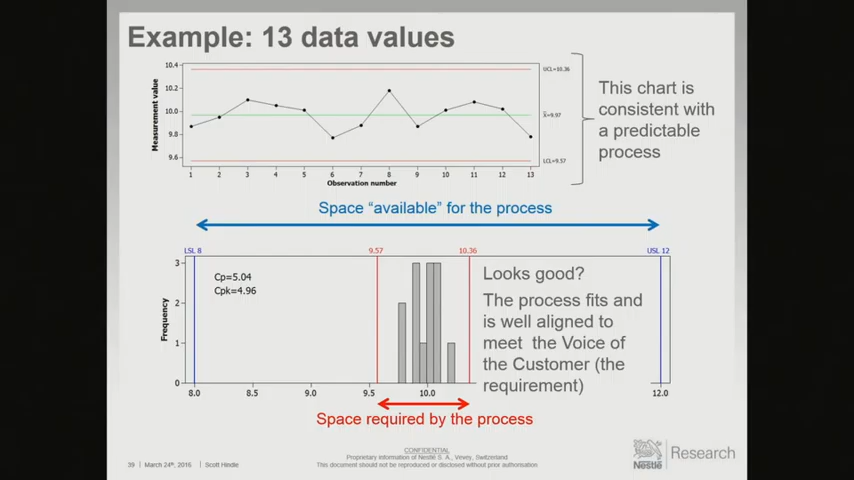 Example: 13 data values
10.4
10.2
10.0
9.8
9.6
Measurement value
1 2 3 4 5 6 7 8 9 10 11 12 13
Observation number
UCL=10.36
X̄=9.97
LCL=9.57
This chart is
consistent with
a predictable
process
Space “available” for the process
LSL 8
9.57
10.36
USL 12
Cp=5.04
Cpk=4.96
3
2
1
0
Frequency
8.0 8.5 9.0 9.5 10.0 12.0
Looks good?
The process fits and
is well aligned to
meet the Voice of
the Customer (the
requirement)
Space required by the process
39 March 24th, 2016 Scott Hindle
CONFIDENTIAL
Proprietary information of Nestlé S. A., Vevey, Switzerland
This document should not be reproduced or disclosed without prior authorisation.
Nestlé Research